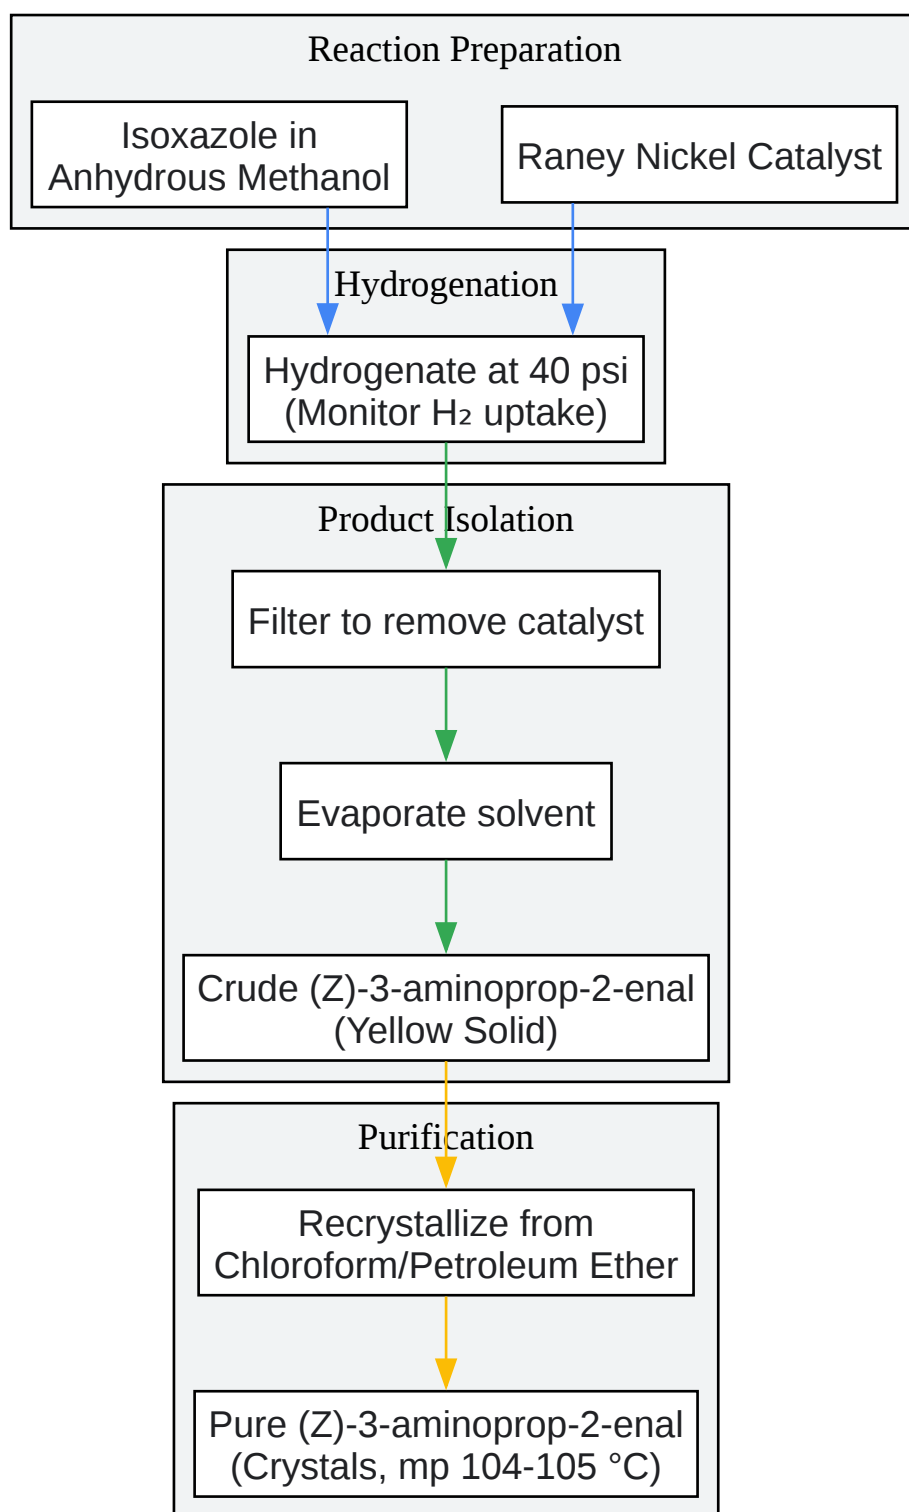 Reaction Preparation
Isoxazole in
Anhydrous Methanol
Raney Nickel Catalyst
Hydrogenation
Hydrogenate at 40 psi
(Monitor H₂ uptake)
Product Isolation
Filter to remove catalyst
Evaporate solvent
Crude (Z)-3-aminoprop-2-enal
(Yellow Solid)
Purification
Recrystallize from
Chloroform/Petroleum Ether
Pure (Z)-3-aminoprop-2-enal
(Crystals, mp 104-105 °C)